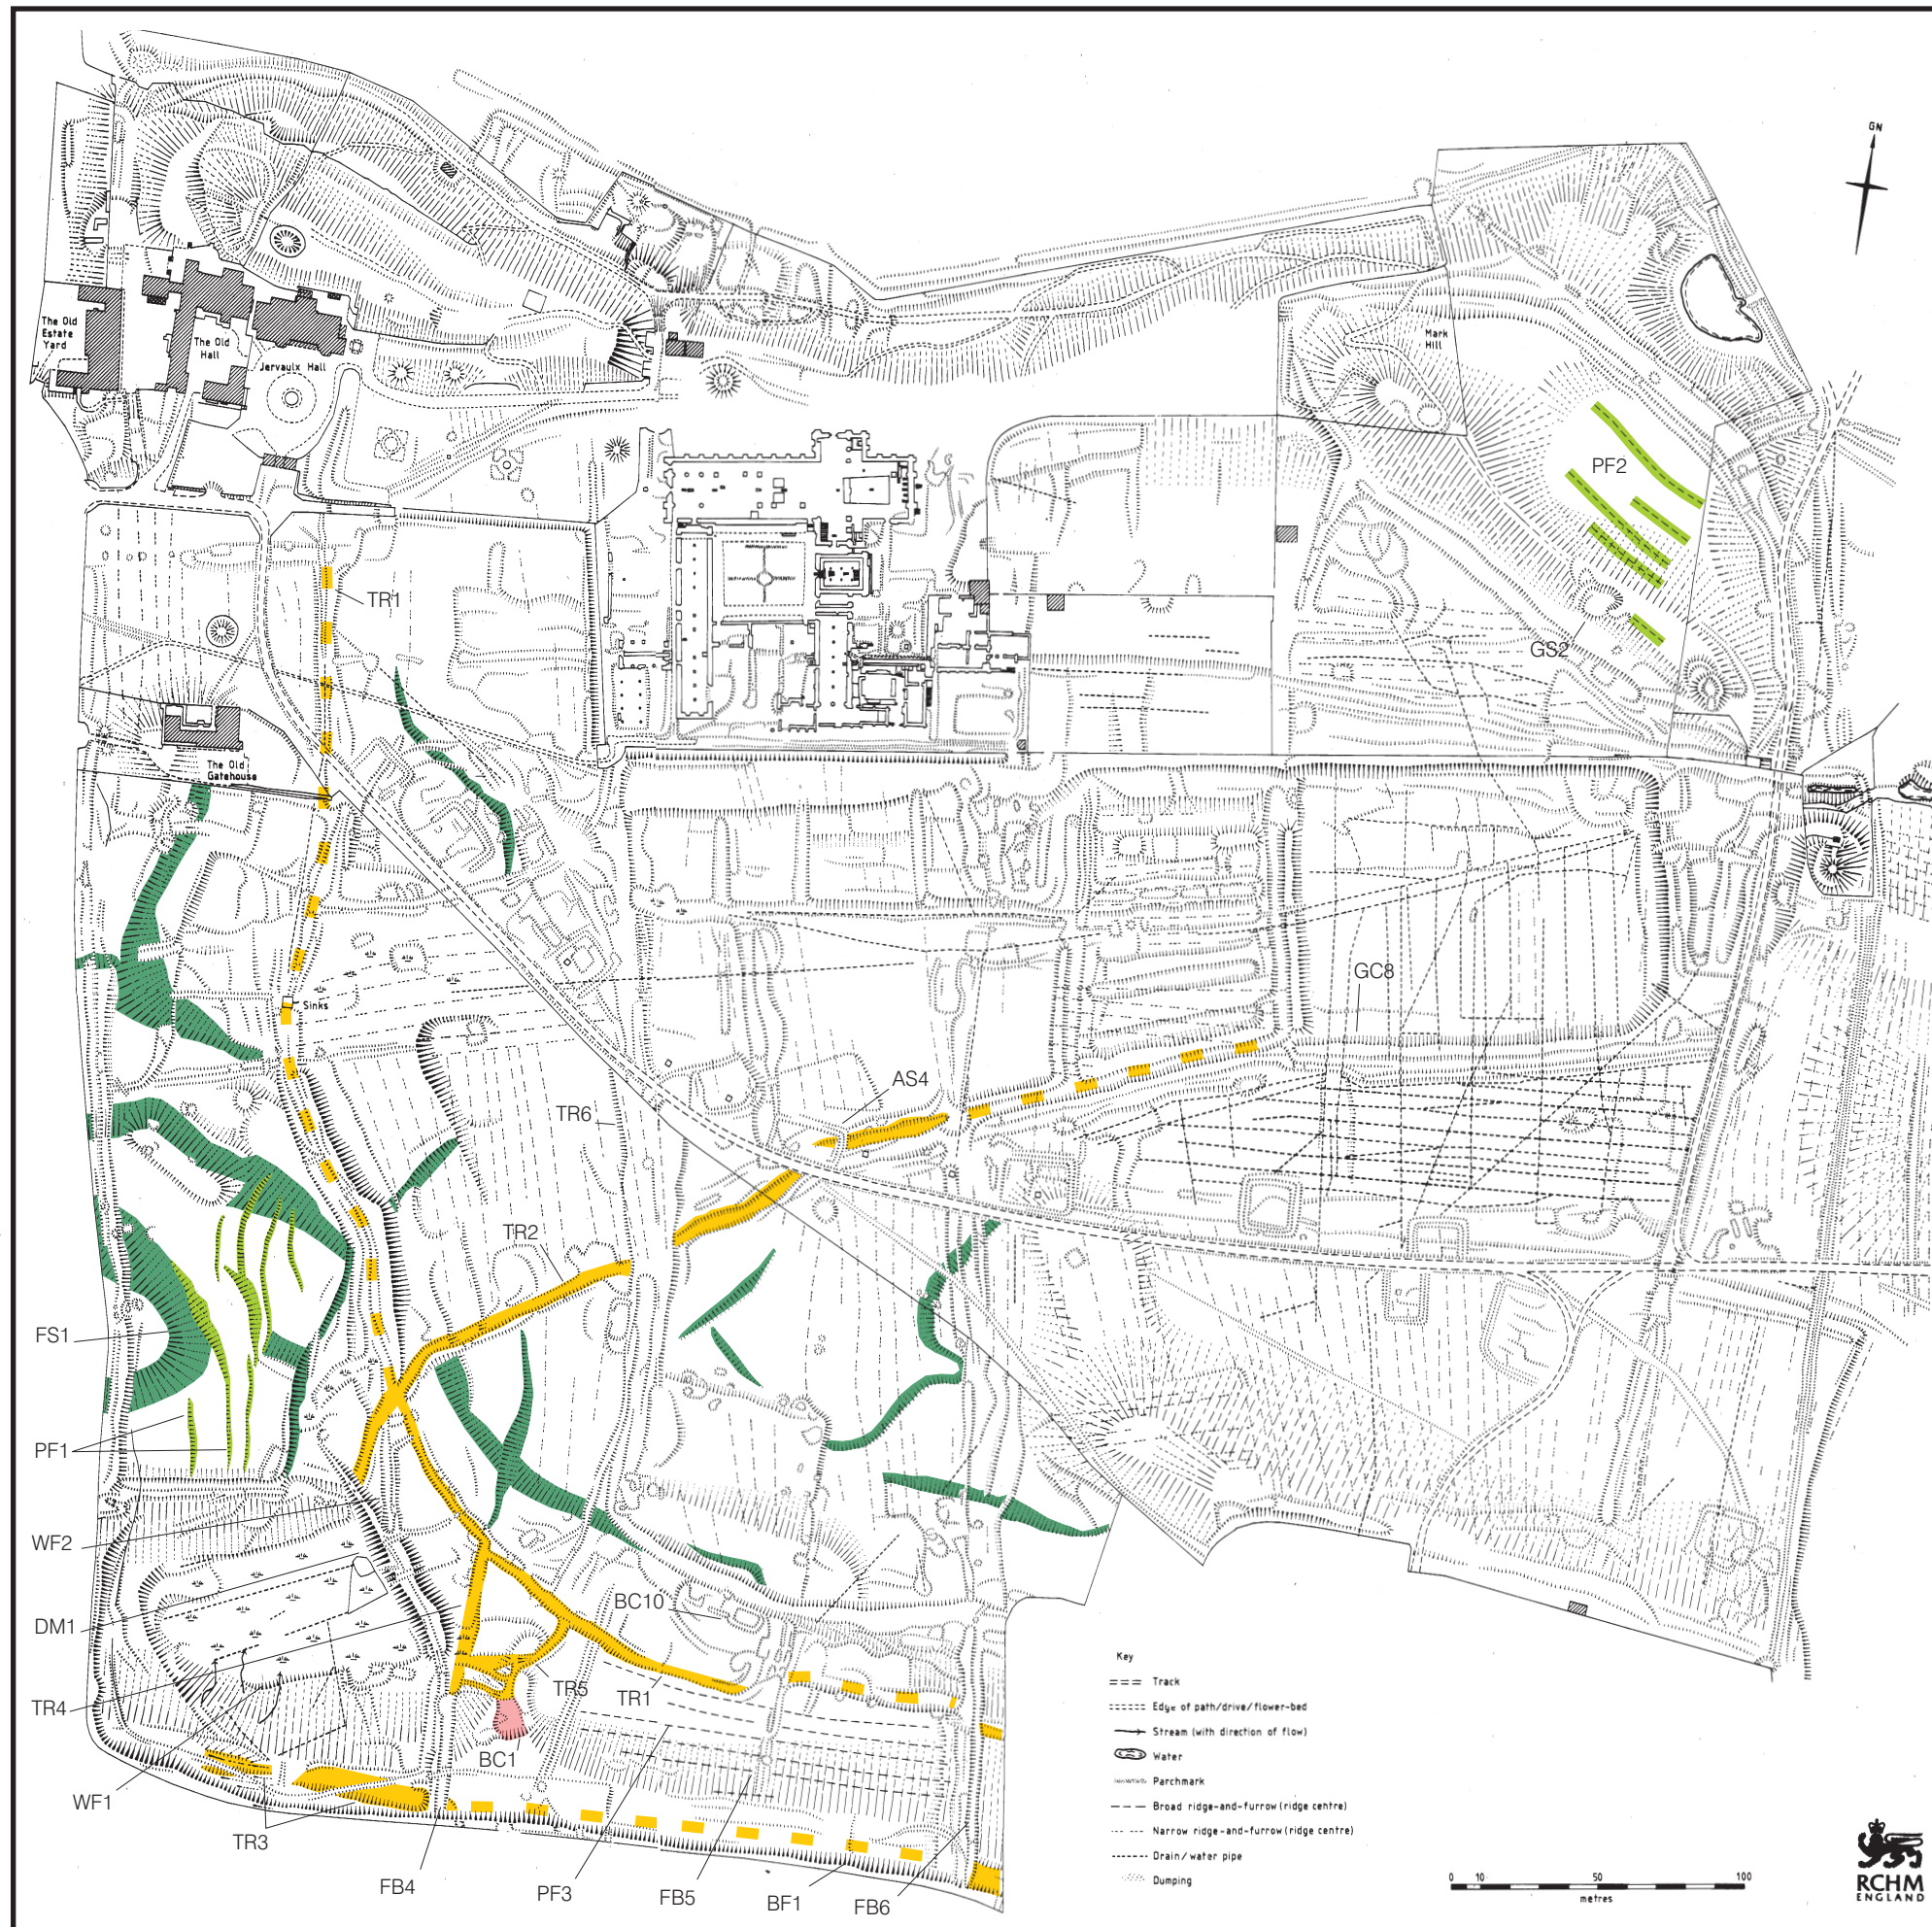 GN
The Old
Estate
Yard
The Old
Hall
Jervaulx Hall
Mark
Hill
PF2
TR1
GS2
The Old
Gatehouse
GC8
Sinks
AS4
TR6
TR2
FS1
PF1
WF2
BC10
DM1
TR5
TR1
TR4
BC1
WF1
TR3
FB4
PF3
FB5
BF1
FB6
Key
Track
Edge of path/drive/flower-bed
Stream (with direction of flow)
Water
Parchmark
Broad ridge-and-furrow (ridge centre)
Narrow ridge-and-furrow (ridge centre)
Drain/water pipe
Dumping
0 10 50 100
metres
RCHM
ENGLAND